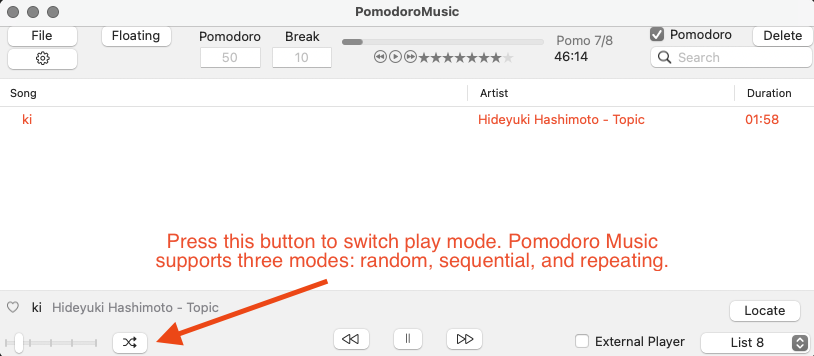 PomodoroMusic
File
Floating
Pomodoro
Break
Pomo 7/8
Pomodoro
Delete
50
10
46:14
Search
Song
Artist
Duration
ki
Hideyuki Hashimoto - Topic
01:58
Press this button to switch play mode. Pomodoro Music
supports three modes: random, sequential, and repeating.
ki Hideyuki Hashimoto - Topic
Locate
External Player
List 8